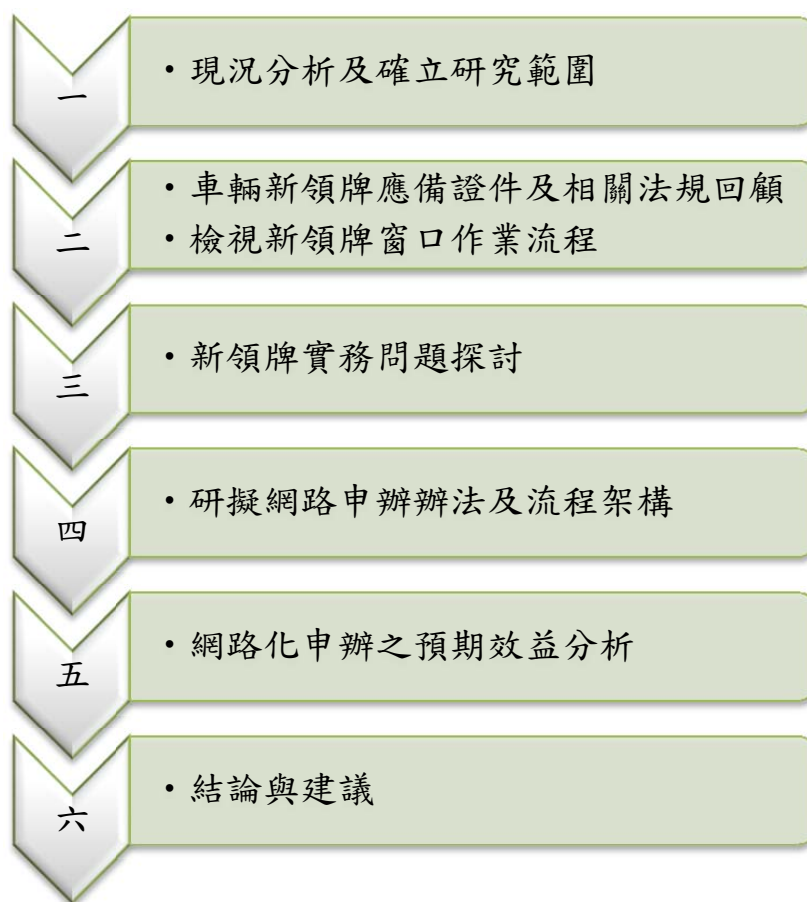 一
・現況分析及確立研究範圍
二
・車輛新領牌應備證件及相關法規回顧
・檢視新領牌窗口作業流程
三
・新領牌實務問題探討
四
・研擬網路申辦辦法及流程架構
五
・網路化申辦之預期效益分析
六
・結論與建議